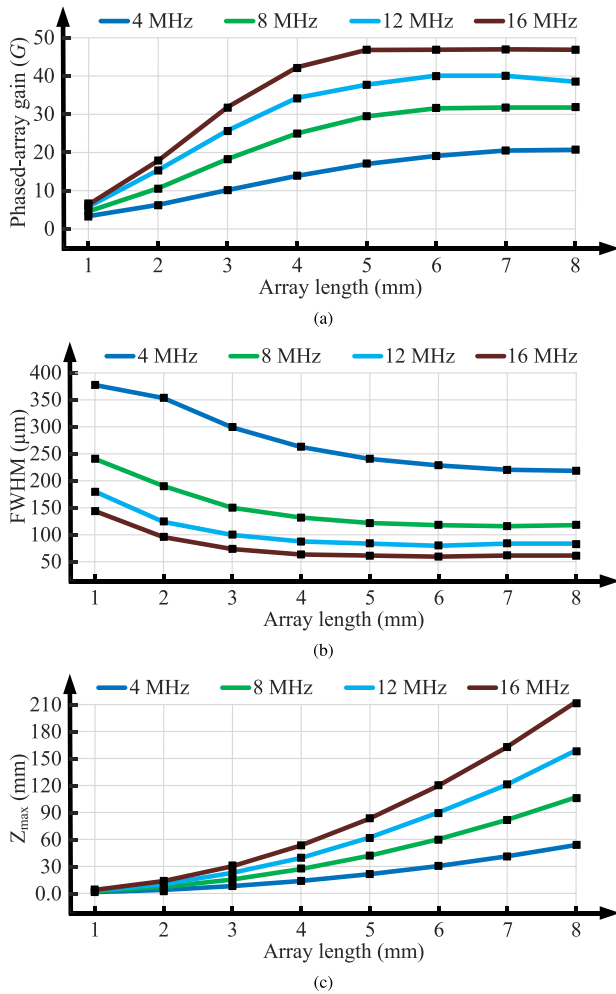 4 MHz 8 MHz 12 MHz 16 MHz
Phased-array gain (G)
50
40
30
20
10
0
1 2 3 4 5 6 7 8
Array length (mm)
(a)
4 MHz 8 MHz 12 MHz 16 MHz
FWHM (μm)
400
350
300
250
200
150
100
50
1 2 3 4 5 6 7 8
Array length (mm)
(b)
4 MHz 8 MHz 12 MHz 16 MHz
Zmax (mm)
210
150
120
90
60
30
0.0
1 2 3 4 5 6 7 8
Array length (mm)
(c)